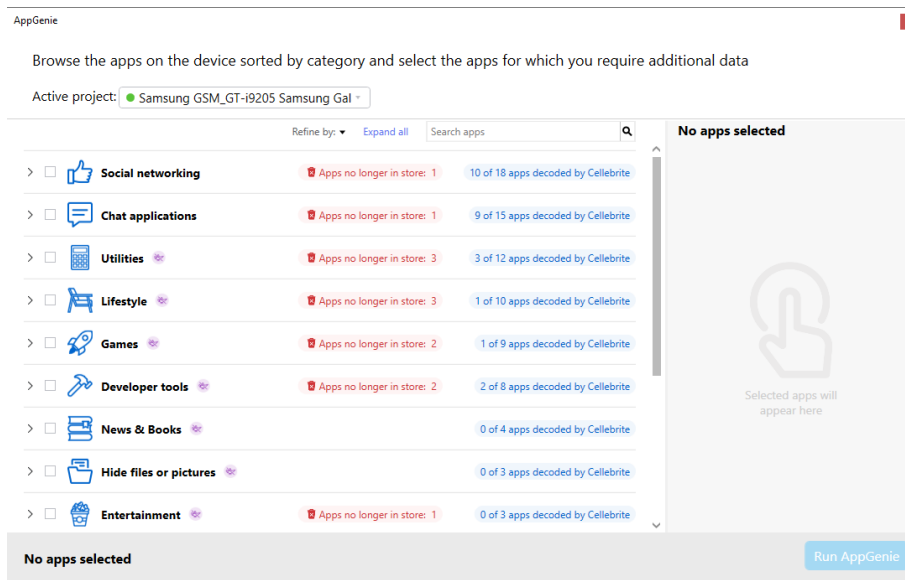 AppGenie
Browse the apps on the device sorted by category and select the apps for which you require additional data
Active project: Samsung GSM_GT-i9205 Samsung Gal
Refine by: Expand all Search apps No apps selected
Social networking Apps no longer in store: 1 10 of 18 apps decoded by Cellebrite
Chat applications Apps no longer in store: 1 9 of 15 apps decoded by Cellebrite
Utilities Apps no longer in store: 3 3 of 12 apps decoded by Cellebrite
Lifestyle Apps no longer in store: 3 1 of 10 apps decoded by Cellebrite
Games Apps no longer in store: 2 1 of 9 apps decoded by Cellebrite
Developer tools Apps no longer in store: 2 2 of 8 apps decoded by Cellebrite
Selected apps will
appear here
News & Books 0 of 4 apps decoded by Cellebrite
Hide files or pictures 0 of 3 apps decoded by Cellebrite
Entertainment Apps no longer in store: 1 0 of 3 apps decoded by Cellebrite
No apps selected Run AppGenie